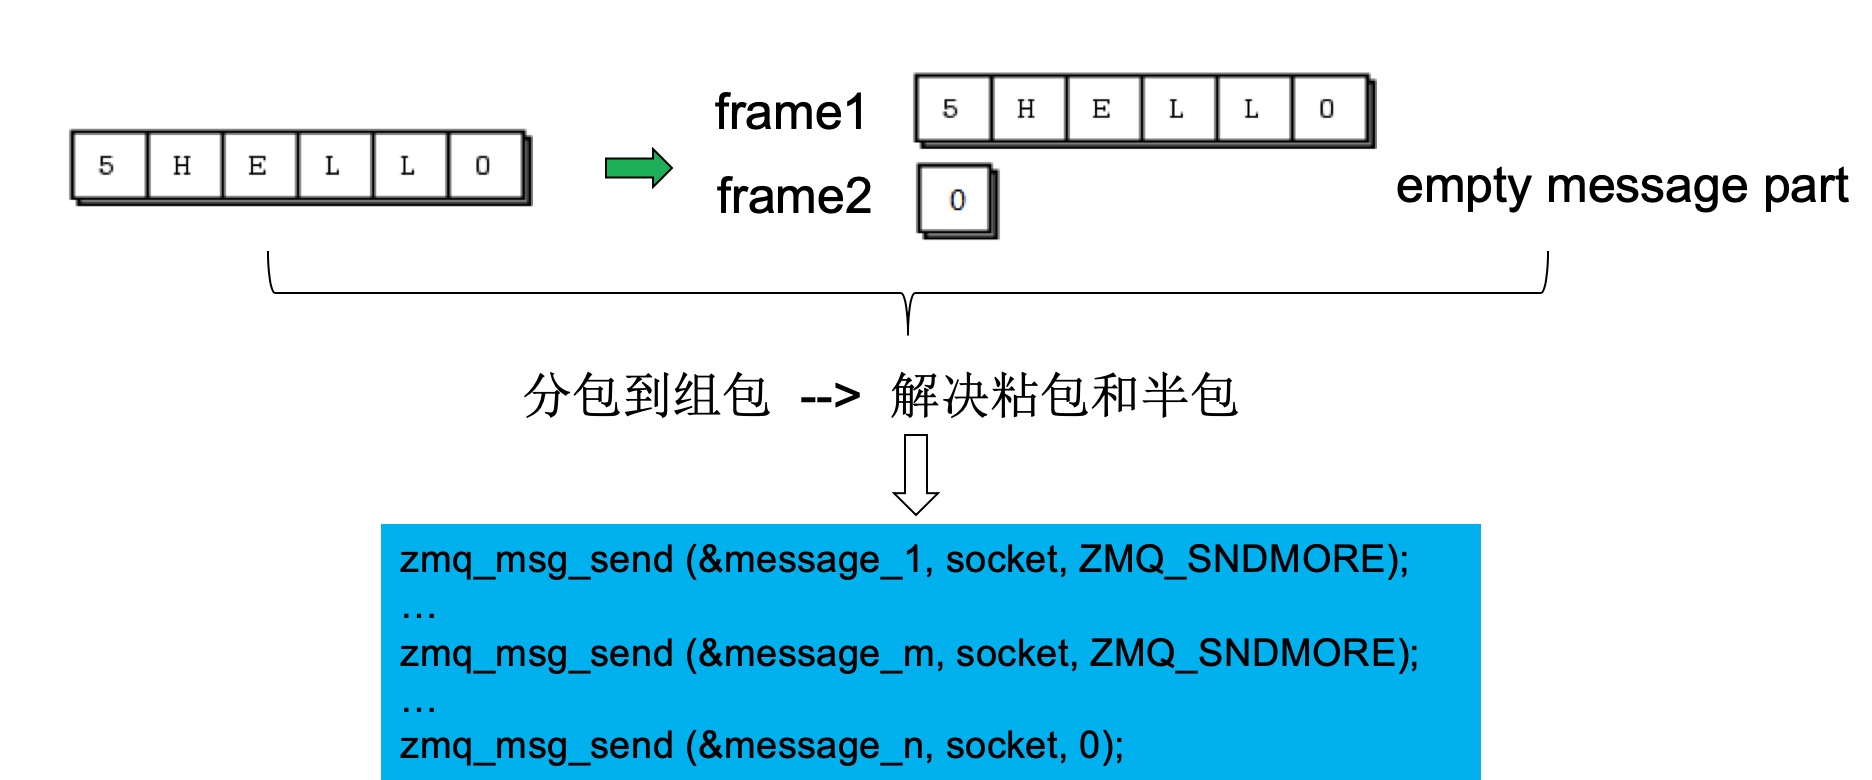 frame1
5 H E L L O
5 H E L L O
frame2
0
empty message part
分包到组包 --> 解决粘包和半包
zmq_msg_send (&message_1, socket, ZMQ_SNDMORE);
…
zmq_msg_send (&message_m, socket, ZMQ_SNDMORE);
…
zmq_msg_send (&message_n, socket, 0);